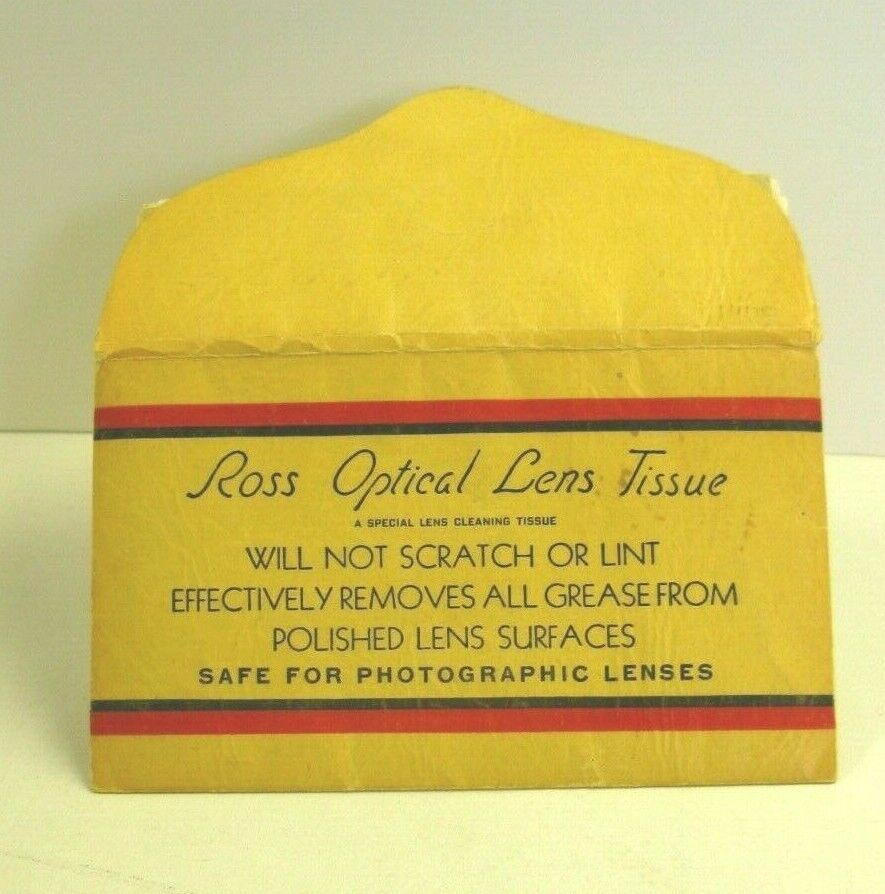 Ross Optical Lens Tissue
A SPECIAL LENS CLEANING TISSUE
WILL NOT SCRATCH OR LINT
EFFECTIVELY REMOVES ALL GREASE FROM
POLISHED LENS SURFACES
SAFE FOR PHOTOGRAPHIC LENSES